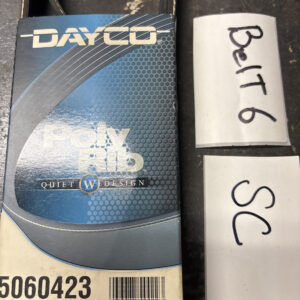 DAYCO
Poly
Rib
QUIET W DESIGN
5060423
BelT 6
SC